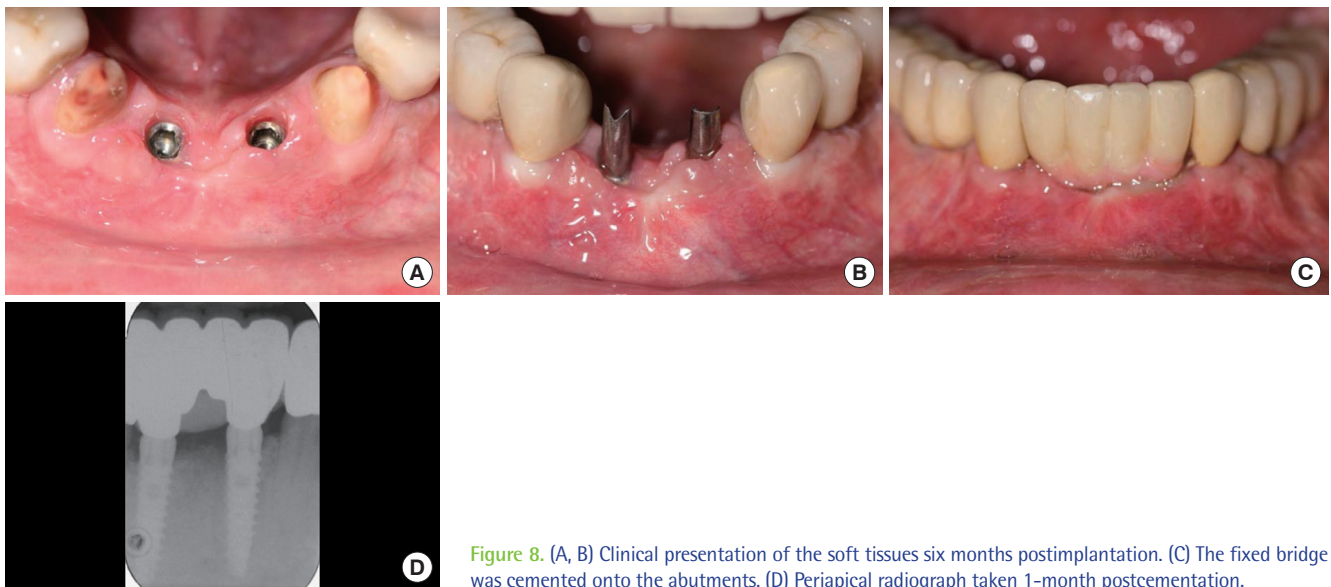 A
B
C
D
Figure 8. (A, B) Clinical presentation of the soft tissues six months postimplantation. (C) The fixed bridge
was cemented onto the abutments. (D) Periapical radiograph taken 1-month postcementation.